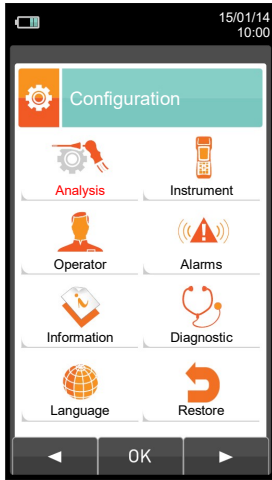 15/01/14
10:00
Configuration
Analysis
Instrument
Operator
Alarms
Information
Diagnostic
Language
Restore
OK